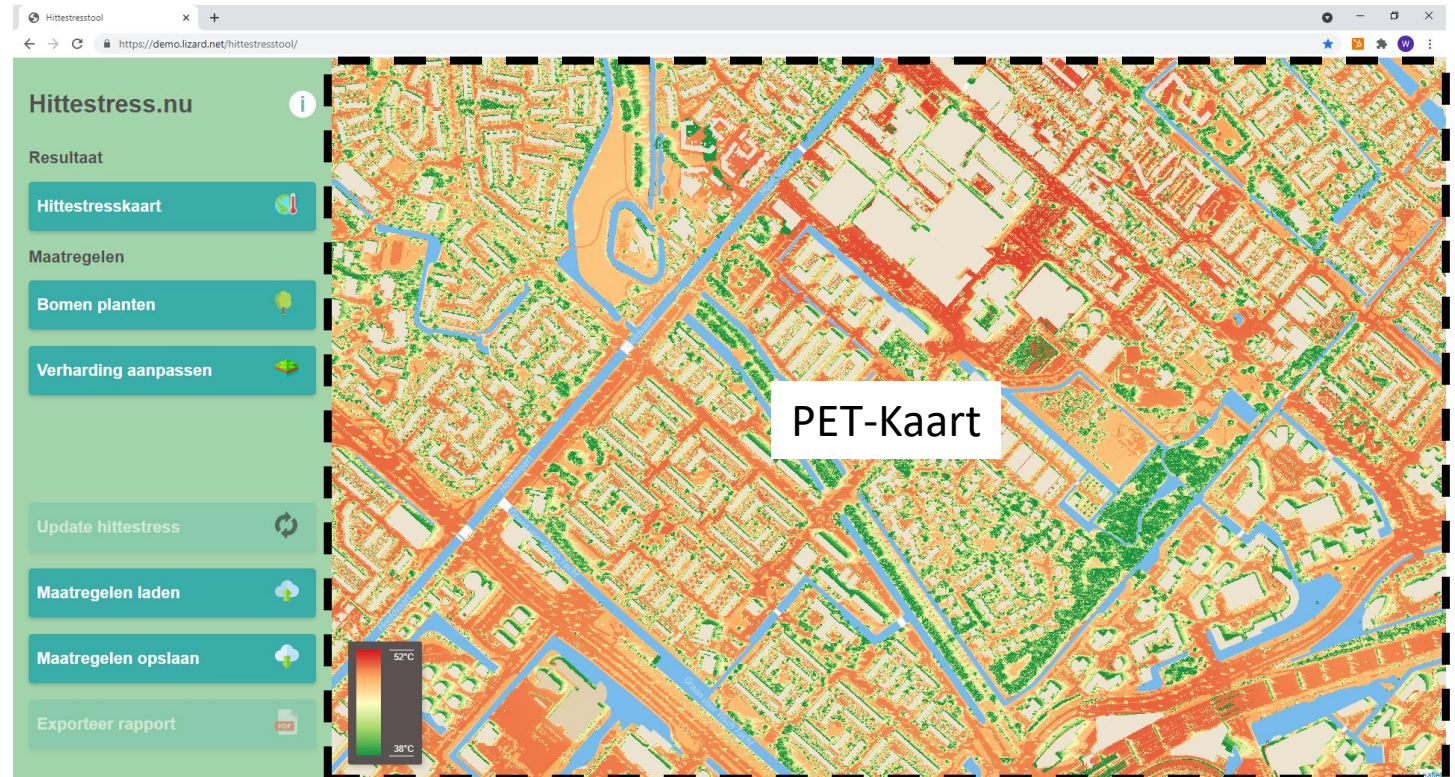 Hittestresstool
https://demo.lizard.net/hittestresstool/
W
Hittestress.nu
i
Resultaat
Hittestresskaart
Maatregelen
Bomen planten
Verharding aanpassen
Update hittestress
Maatregelen laden
Maatregelen opslaan
Exporteer rapport
PDF
PET-Kaart
52°C
38°C